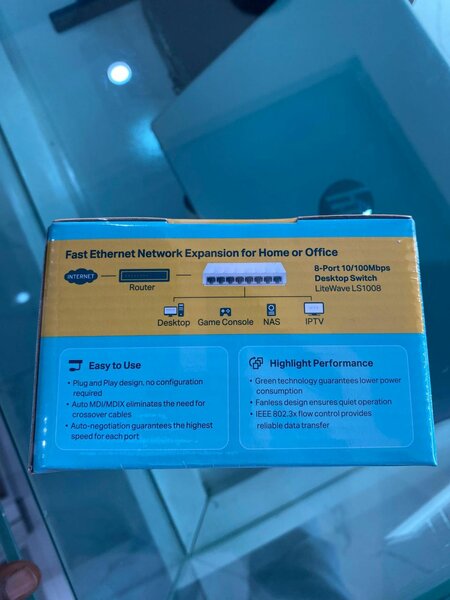 Fast Ethernet Network Expansion for Home or Office
INTERNET
Router
8-Port 10/100Mbps
Desktop Switch
LiteWave LS1008
Desktop
Game Console
NAS
IPTV
Easy to Use
• Plug and Play design, no configuration
required
• Auto MDI/MDIX eliminates the need for
crossover cables
• Auto-negotiation guarantees the highest
speed for each port
Highlight Performance
• Green technology guarantees lower power
consumption
• Fanless design ensures quiet operation
• IEEE 802.3x flow control provides
reliable data transfer